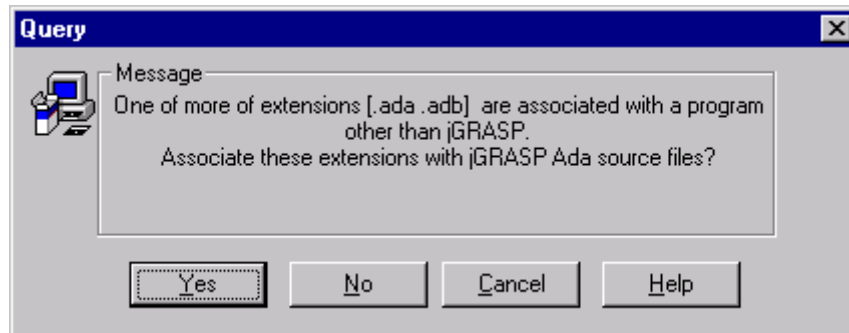 Query
Message
One of more of extensions [.ada .adb] are associated with a program
other than jGRASP.
Associate these extensions with jGRASP Ada source files?
Yes
No
Cancel
Help